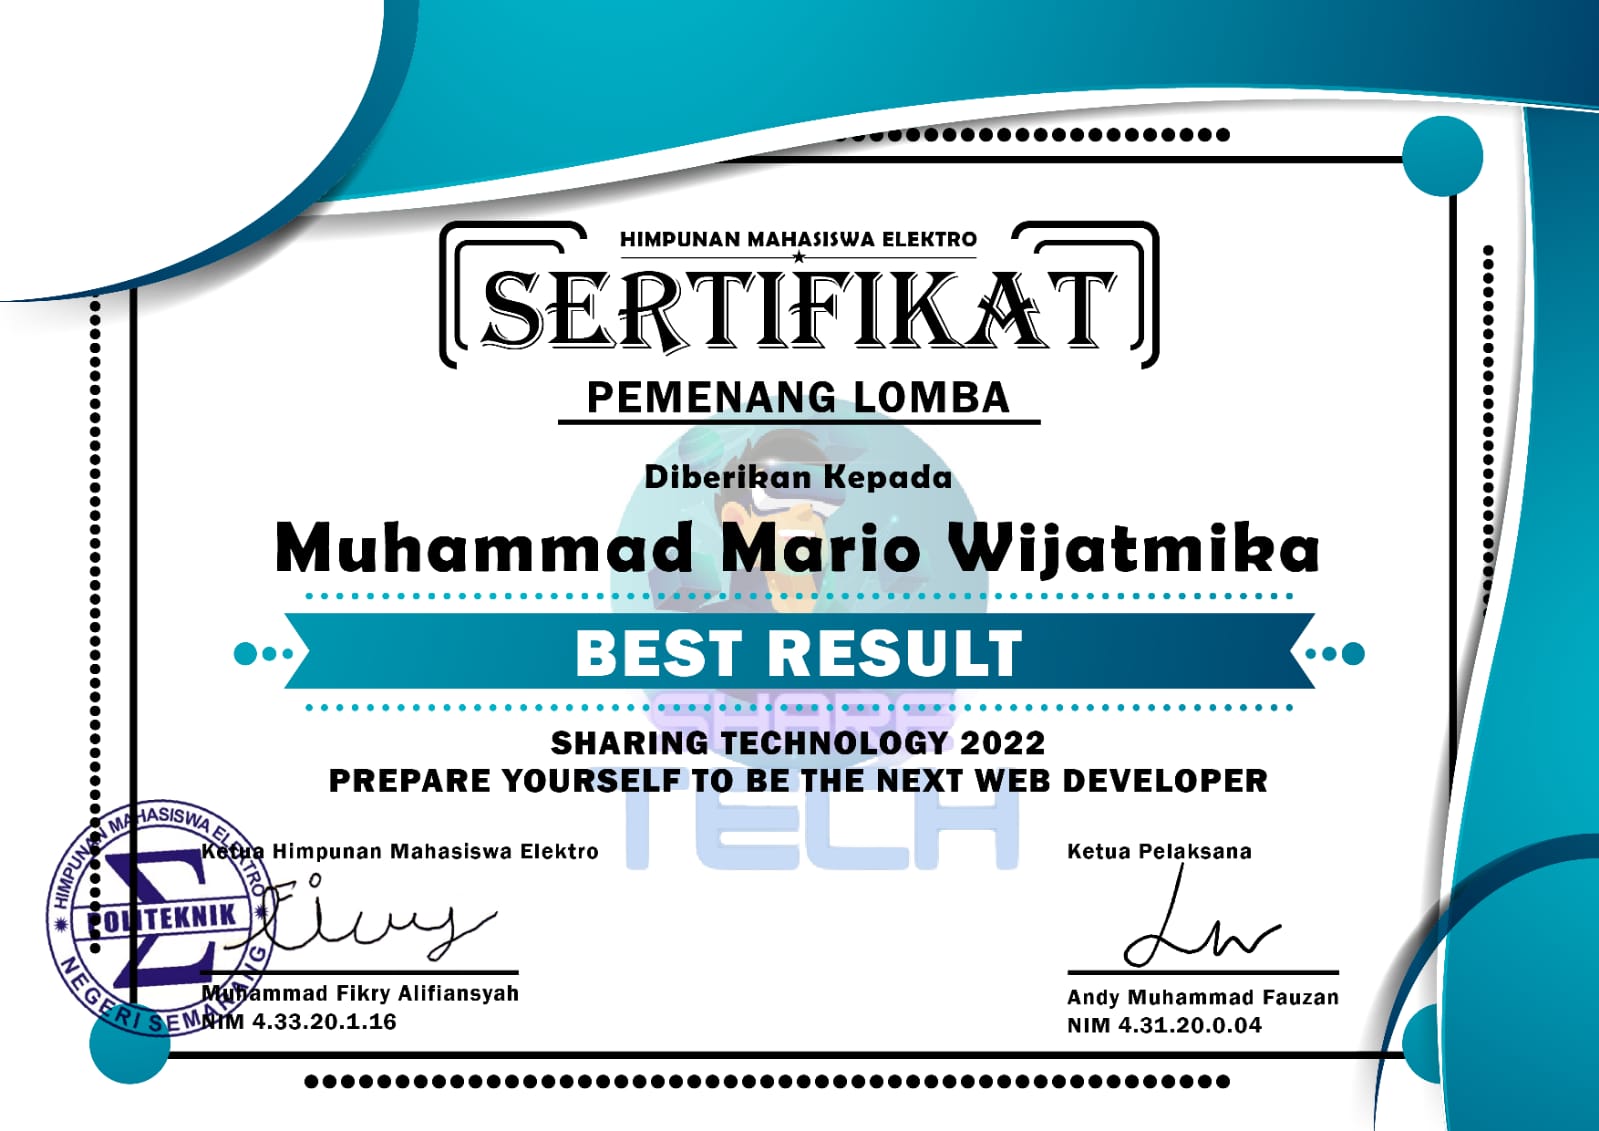 HIMPUNAN MAHASISWA ELEKTRO
SERTIFIKAT
PEMENANG LOMBA
Diberikan Kepada
Muhammad Mario Wijatmika
BEST RESULT
SHARE
TECH
SHARING TECHNOLOGY 2022
PREPARE YOURSELF TO BE THE NEXT WEB DEVELOPER
HIMPUNAN MAHASISWA ELEKTRO
POLITEKNIK
NEGERI SEMARANG
Ketua Himpunan Mahasiswa Elektro
Muhammad Fikry Alifiansyah
NIM 4.33.20.1.16
Ketua Pelaksana
Andy Muhammad Fauzan
NIM 4.31.20.0.04